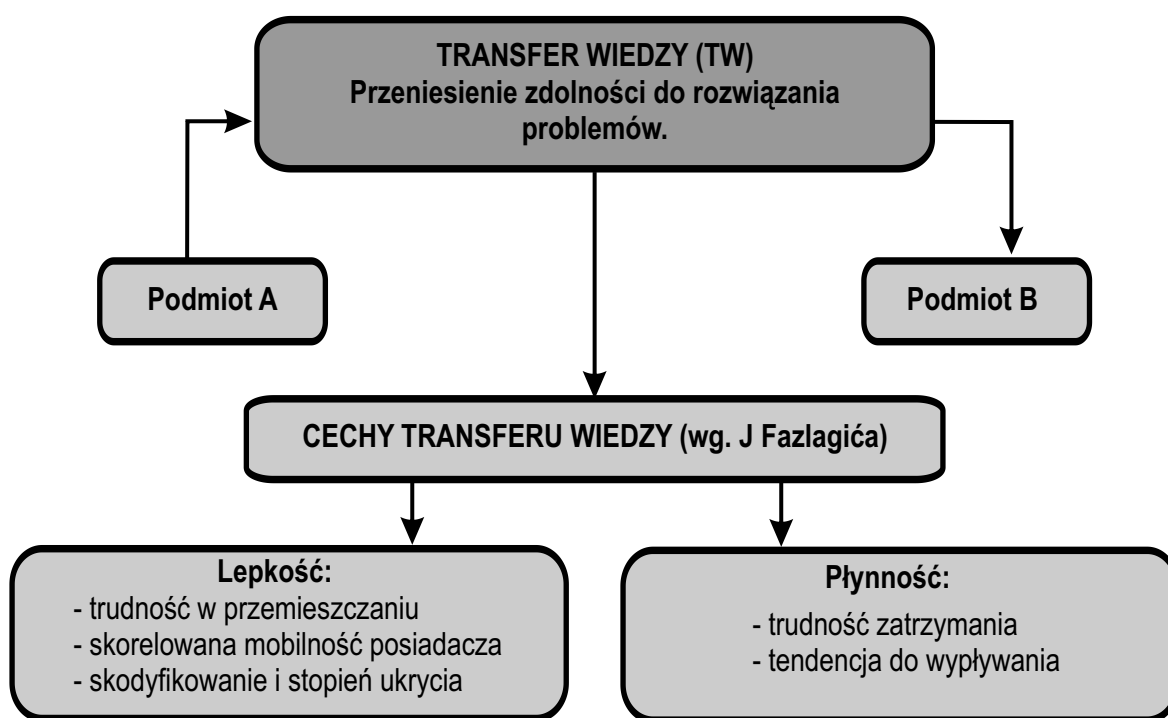 TRANSFER WIEDZY (TW)
Przeniesienie zdolności do rozwiązania
problemów.
Podmiot A
Podmiot B
CECHY TRANSFERU WIEDZY (wg. J Fazlagića)
Lepkość:
- trudność w przemieszczaniu
- skorelowana mobilność posiadacza
- skodyfikowanie i stopień ukrycia
Płynność:
- trudność zatrzymania
- tendencja do wypływania